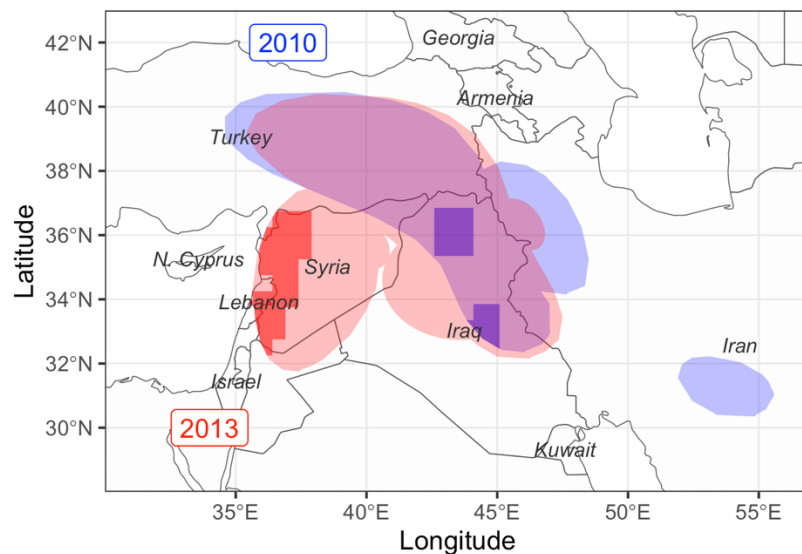 42°N
2010
Georgia
40°N
Armenia
Turkey
38°N
36°N
N. Cyprus
Syria
34°N
Lebanon
Iraq
32°N
Iran
Israel
30°N
2013
Kuwait
35°E
40°E
45°E
50°E
55°E
Latitude
Longitude